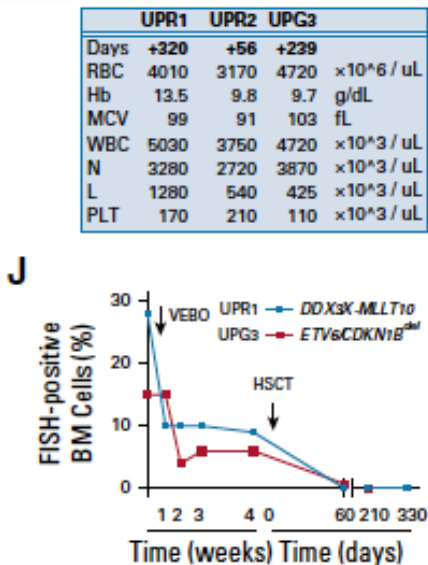 UPR1 UPR2 UPG3
Days +320 +56 +239
RBC 4010 3170 4720 ×10^6 / uL
Hb 13.5 9.8 9.7 g/dL
MCV 99 91 103 fL
WBC 5030 3750 4720 ×10^3 / uL
N 3280 2720 3870 ×10^3 / uL
L 1280 540 425 ×10^3 / uL
PLT 170 210 110 ×10^3 / uL
J
FISH-positive
BM Cells (%)
30
20
10
0
VEBO
UPR1 DDX3X-MLLT10
UPG3 ETV6/CDKN1B del
HSCT
1 2 3 4 0 60 210 330
Time (weeks) Time (days)